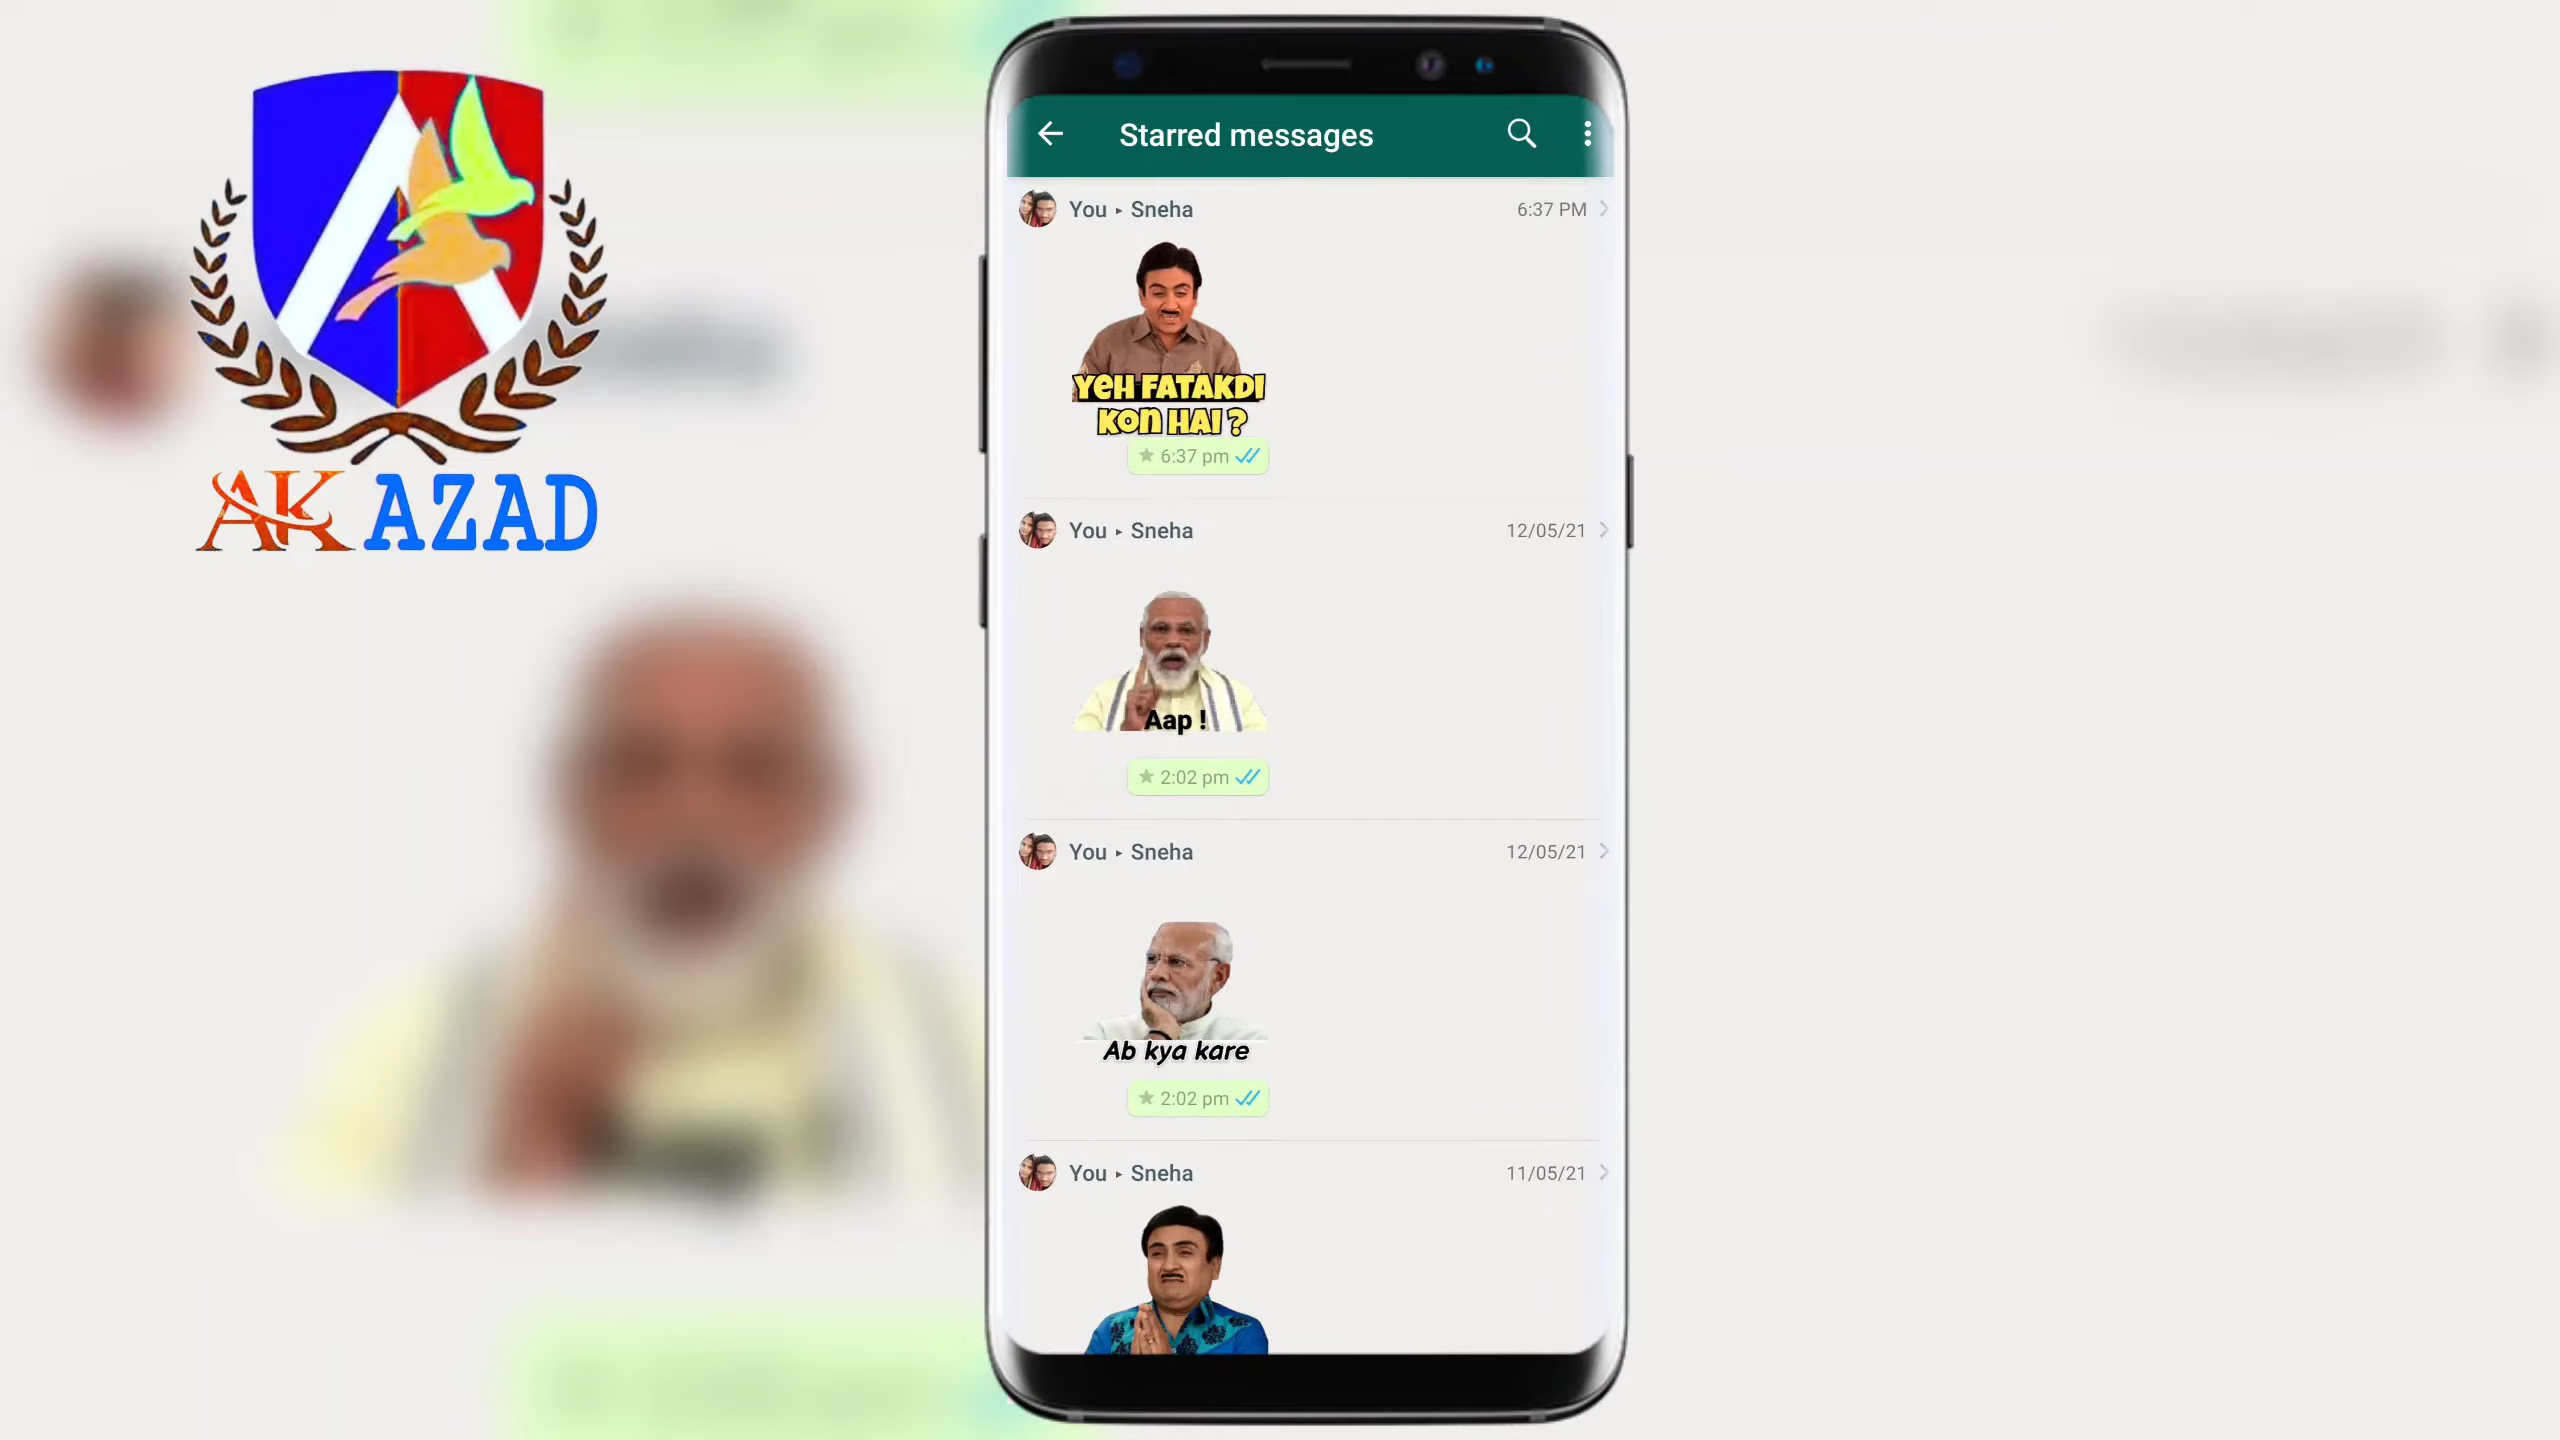 AK AZAD
Starred messages
You ▸ Sneha
6:37 PM
YEH FATAKDI
KON HAI ?
★ 6:37 pm
You ▸ Sneha
12/05/21
Aap !
★ 2:02 pm
You ▸ Sneha
12/05/21
Ab kya kare
★ 2:02 pm
You ▸ Sneha
11/05/21